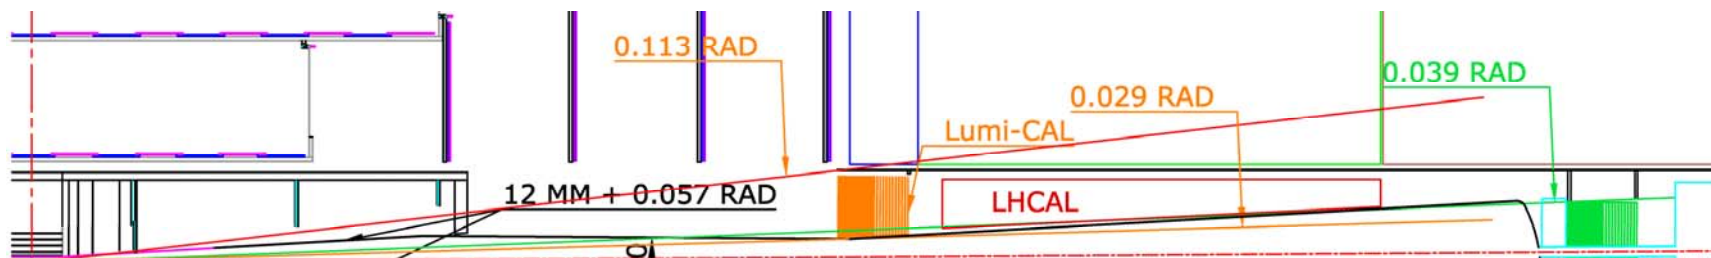 0.113 RAD
0.039 RAD
0.029 RAD
Lumi-CAL
12 MM + 0.057 RAD
LHCAL